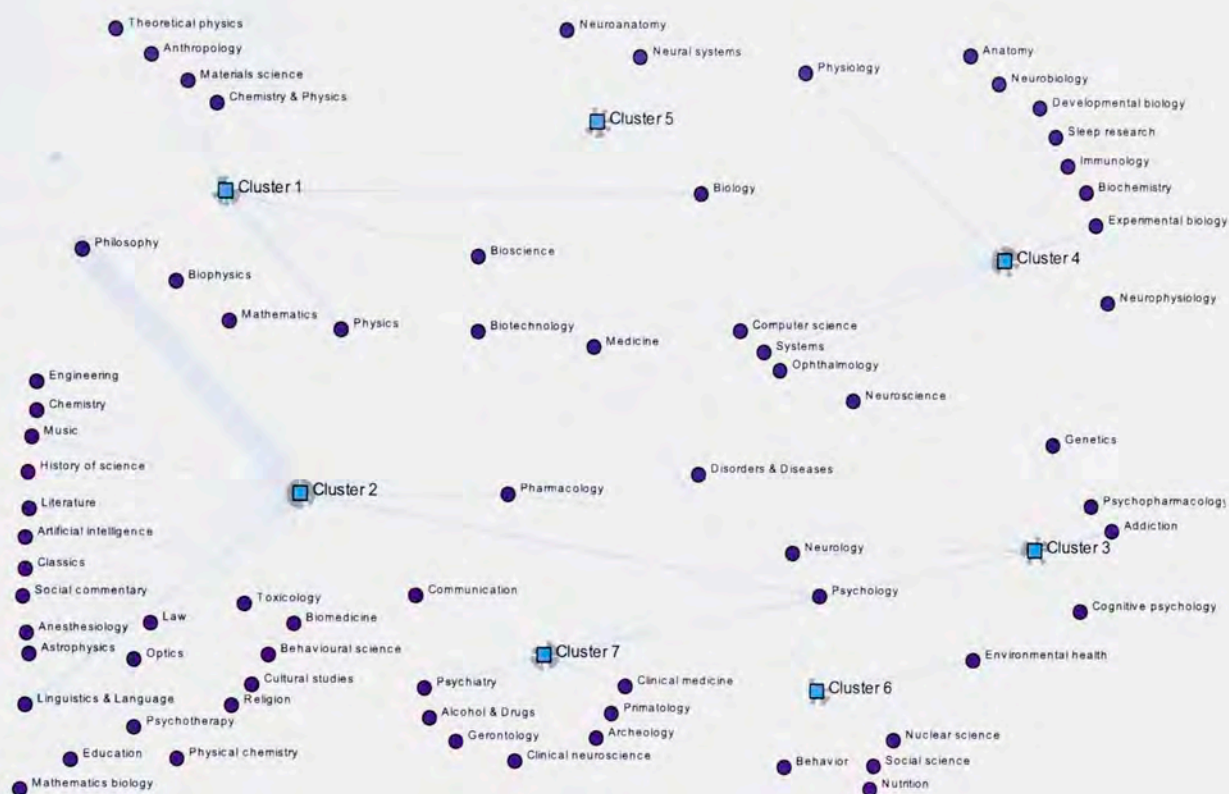 Theoretical physics
Neuroanatomy
Anthropology
Neural systems
Anatomy
Physiology
Materials science
Neurobiology
Chemistry & Physics
Developmental biology
Cluster 5
Sleep research
Immunology
Cluster 1
Biology
Biochemistry
Expenmental biology
Philosophy
Bioscience
Cluster 4
Biophysics
Neurophysiology
Mathematics
Physics
Biotechnology
Computer science
Medicine
Systems
Ophthalmology
Engineering
Neuroscience
Chemistry
Music
Genetics
History of science
Disorders & Diseases
Cluster 2
Pharmacology
Literature
Psychopharmacology
Artificial intelligence
Addiction
Neurology
Cluster 3
Classics
Social commentary
Toxicology
Communication
Psychology
Law
Biomedicine
Cognitive psychology
Anesthesiology
Astrophysics
Optics
Behavioural science
Cluster 7
Environmental health
Cultural studies
Psychiatry
Clinical medicine
Cluster 6
Linguistics & Language
Religion
Alcohol & Drugs
Primatology
Psychotherapy
Gerontology
Archeology
Nuclear science
Education
Physical chemistry
Clinical neuroscience
Behavior
Social science
Mathematics biology
Nutrition